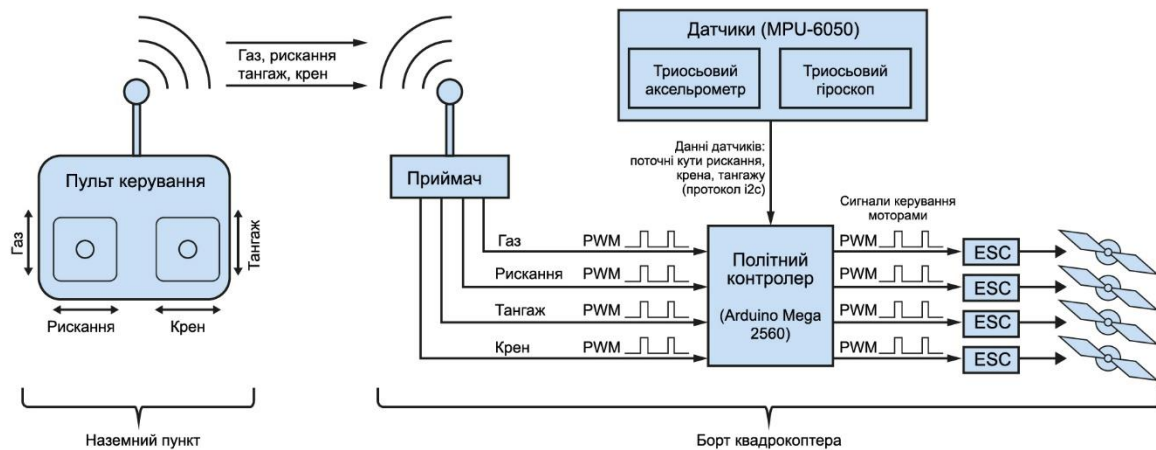 Газ, рискання
тангаж, крен
Датчики (MPU-6050)
Триосьовий
аксельрометр
Триосьовий
гіроскоп
Данні датчиків:
поточні кути рискання,
крена, тангажу
(протокол i2c)
Пульт керування
Газ
Тангаж
Рискання
Крен
Приймач
Газ
PWM
Рискання
PWM
Тангаж
PWM
Крен
PWM
Політний
контролер
(Arduino Mega
2560)
Сигнали керування
моторами
PWM
ESC
PWM
ESC
PWM
ESC
PWM
ESC
Наземний пункт
Борт квадрокоптера